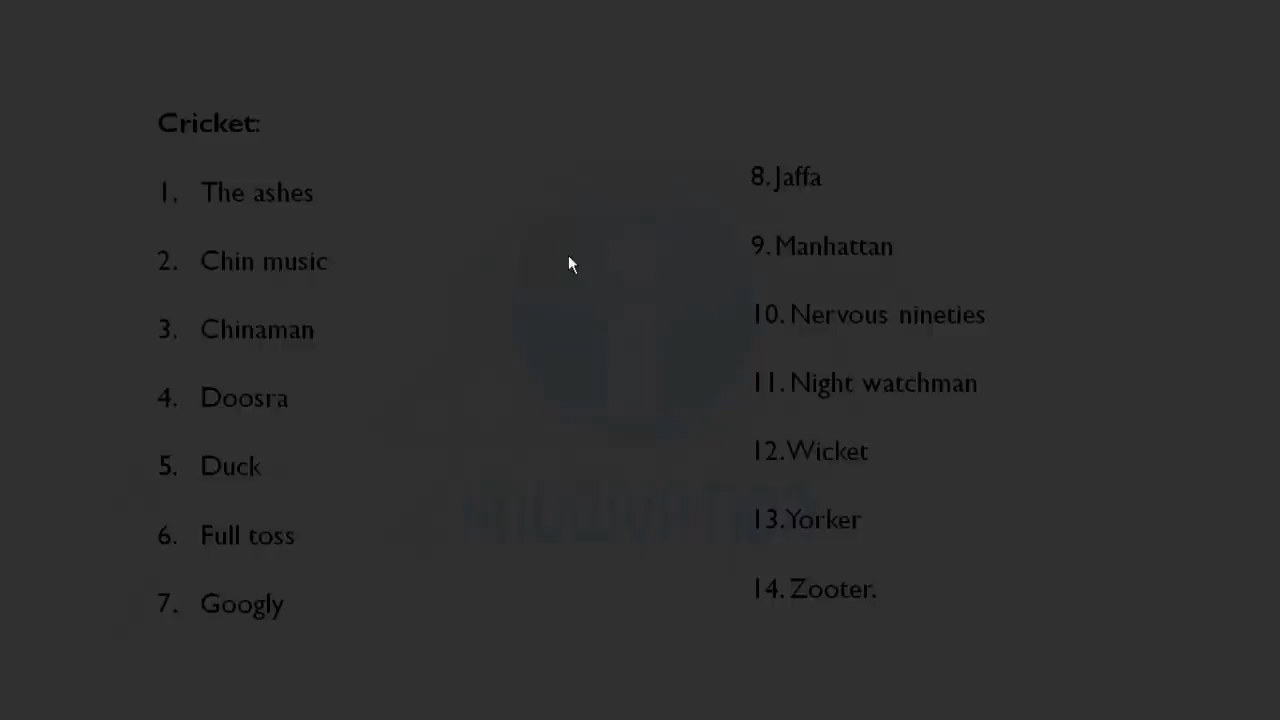 Cricket:
1. The ashes
2. Chin music
3. Chinaman
4. Doosra
5. Duck
6. Full toss
7. Googly
8. Jaffa
9. Manhattan
10. Nervous nineties
11. Night watchman
12. Wicket
13. Yorker
14. Zooter.